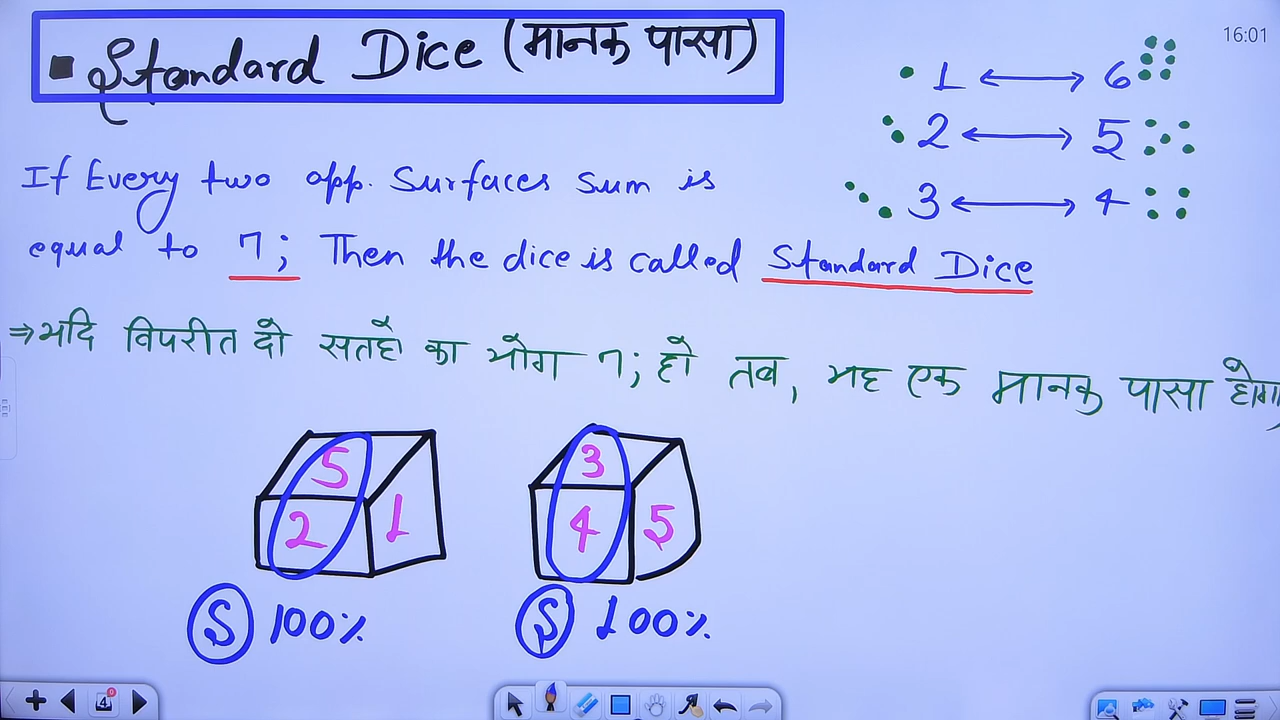 Standard Dice (मानक पासा)
16:01
1 ↔ 6
2 ↔ 5
3 ↔ 4
If Every two opp. Surfaces sum is
equal to 7; Then the dice is called Standard Dice
⇒ यदि विपरीत दो सतहों का योग 7; हो तब, यह एक मानक पासा होगा
5
2 1
3
4 5
S 100%
S 100%
4